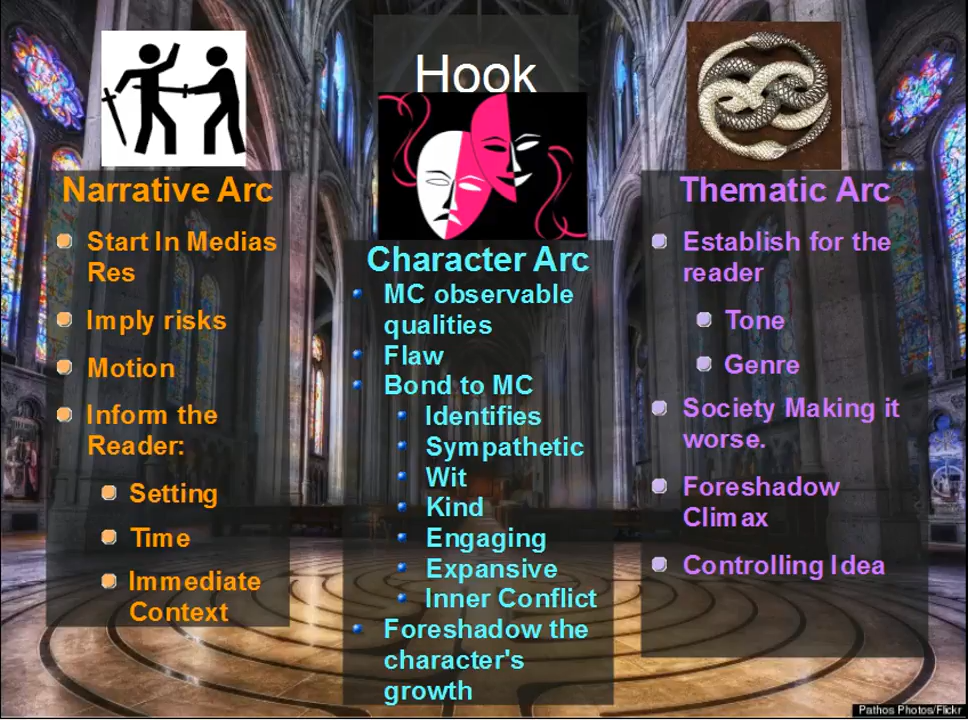 Hook
Narrative Arc
Start In Medias
Res
Imply risks
Motion
Inform the
Reader:
Setting
Time
Immediate
Context
Character Arc
MC observable
qualities
Flaw
Bond to MC
Identifies
Sympathetic
Wit
Kind
Engaging
Expansive
Inner Conflict
Foreshadow the
character's
growth
Thematic Arc
Establish for the
reader
Tone
Genre
Society Making it
worse.
Foreshadow
Climax
Controlling Idea
Pathos Photos/Flickr